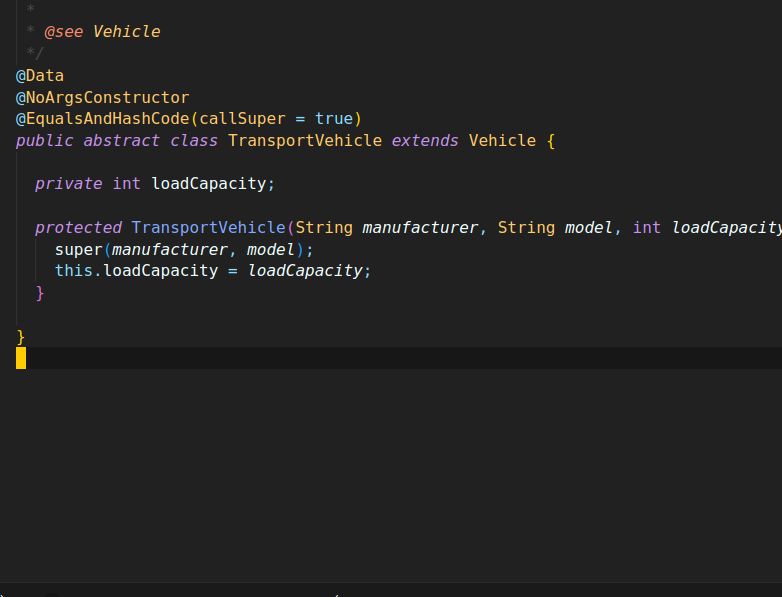 *
* @see Vehicle
*/
@Data
@NoArgsConstructor
@EqualsAndHashCode(callSuper = true)
public abstract class TransportVehicle extends Vehicle {
private int loadCapacity;
protected TransportVehicle(String manufacturer, String model, int loadCapacity
super(manufacturer, model);
this.loadCapacity = loadCapacity;
}
}